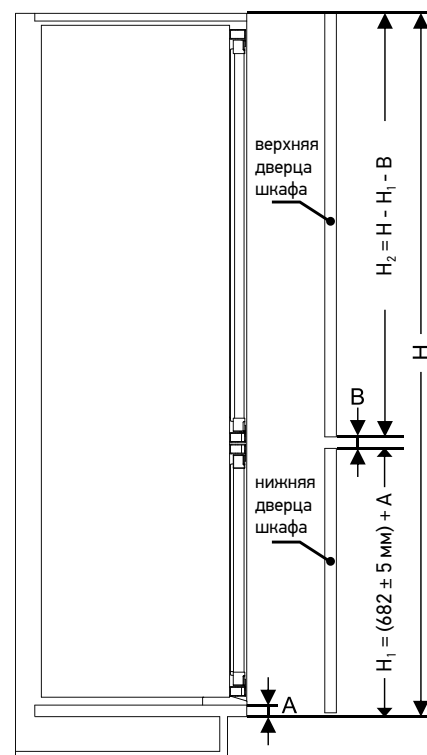 верхняя
дверца
шкафа
H₂ = H - H₁ - B
H
B
нижняя
дверца
шкафа
H₁ = (682 ± 5 мм) + A
A